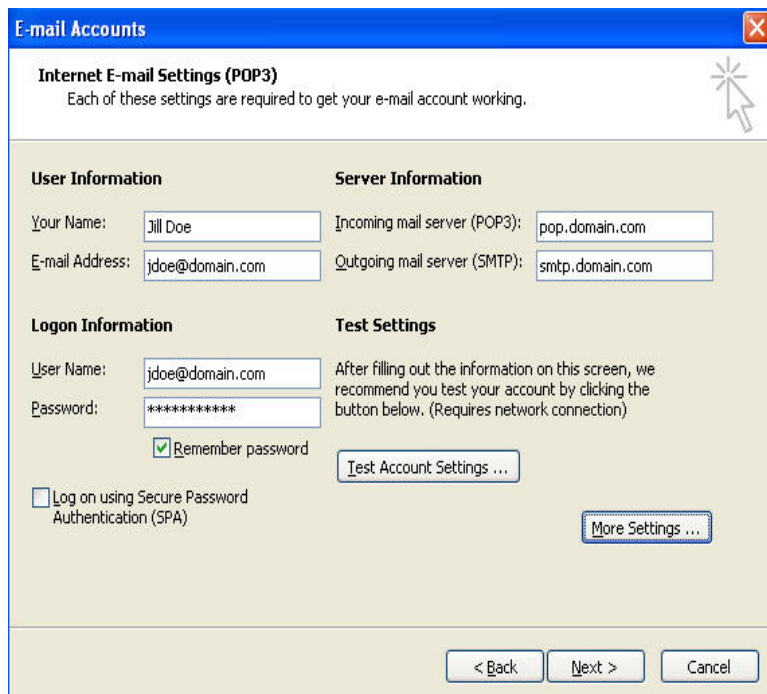 E-mail Accounts
Internet E-mail Settings (POP3)
Each of these settings are required to get your e-mail account working.
User Information
Your Name: Jill Doe
E-mail Address: jdoe@domain.com
Server Information
Incoming mail server (POP3): pop.domain.com
Outgoing mail server (SMTP): smtp.domain.com
Logon Information
User Name: jdoe@domain.com
Password: ***********
Remember password
Log on using Secure Password
Authentication (SPA)
Test Settings
After filling out the information on this screen, we
recommend you test your account by clicking the
button below. (Requires network connection)
Test Account Settings ...
More Settings ...
< Back
Next >
Cancel